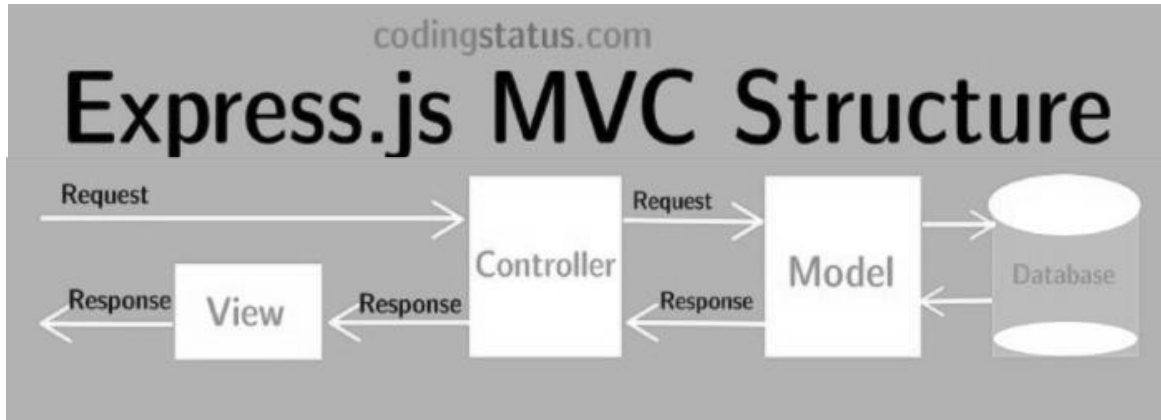 codingstatus.com
Express.js MVC Structure
Request
Request
Controller
Model
Database
Response
View
Response
Response